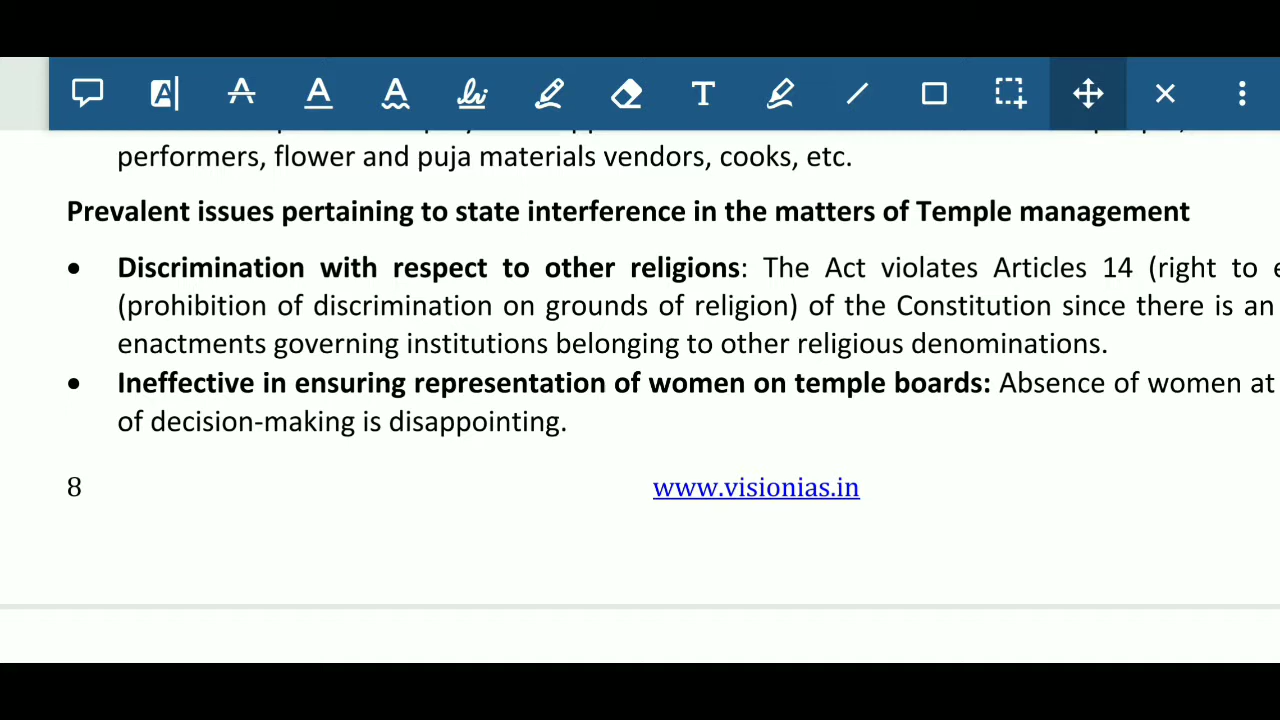 performers, flower and puja materials vendors, cooks, etc.
Prevalent issues pertaining to state interference in the matters of Temple management
• Discrimination with respect to other religions: The Act violates Articles 14 (right to
(prohibition of discrimination on grounds of religion) of the Constitution since there is an
enactments governing institutions belonging to other religious denominations.
• Ineffective in ensuring representation of women on temple boards: Absence of women at
of decision-making is disappointing.
8 www.visionias.in